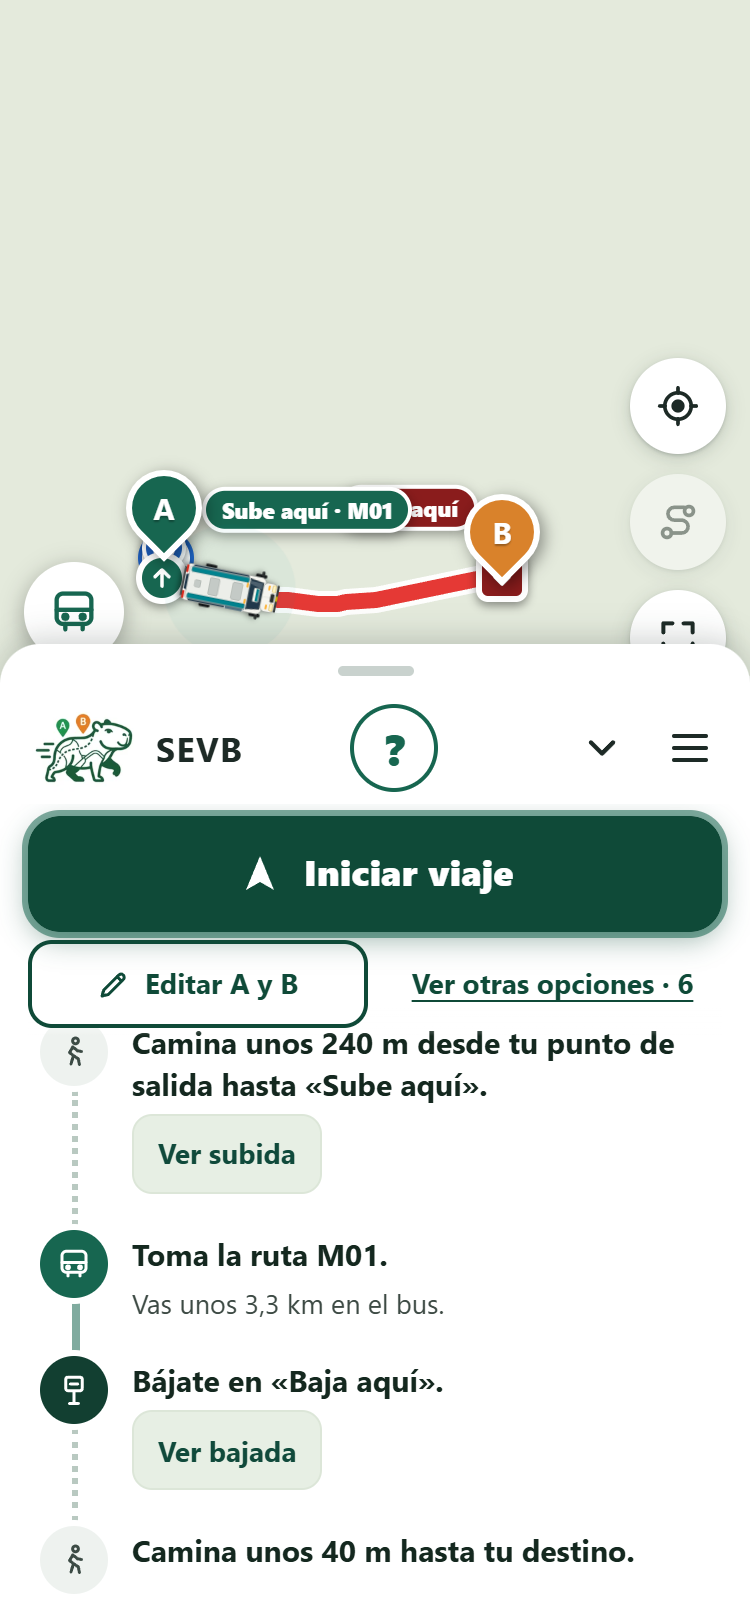 A
Sube aquí · M01
aquí
B
A
B
SEVB
?
Iniciar viaje
Editar A y B
Ver otras opciones · 6
Camina unos 240 m desde tu punto de
salida hasta «Sube aquí».
Ver subida
Toma la ruta M01.
Vas unos 3,3 km en el bus.
Bájate en «Baja aquí».
Ver bajada
Camina unos 40 m hasta tu destino.